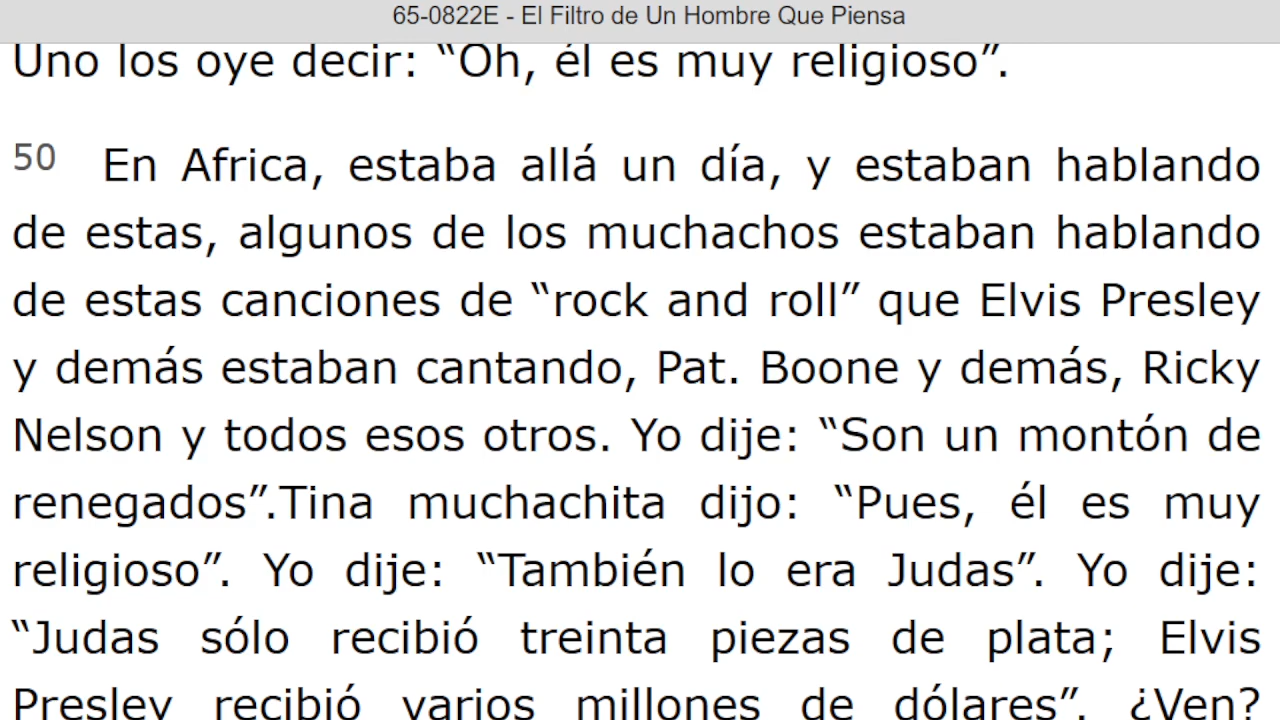 65-0822E - El Filtro de Un Hombre Que Piensa
Uno los oye decir: “Oh, él es muy religioso”.
50 En Africa, estaba allá un día, y estaban hablando
de estas, algunos de los muchachos estaban hablando
de estas canciones de “rock and roll” que Elvis Presley
y demás estaban cantando, Pat. Boone y demás, Ricky
Nelson y todos esos otros. Yo dije: “Son un montón de
renegados”.Tina muchachita dijo: “Pues, él es muy
religioso”. Yo dije: “También lo era Judas”. Yo dije:
“Judas sólo recibió treinta piezas de plata; Elvis
Presley recibió varios millones de dólares”. ¿Ven?